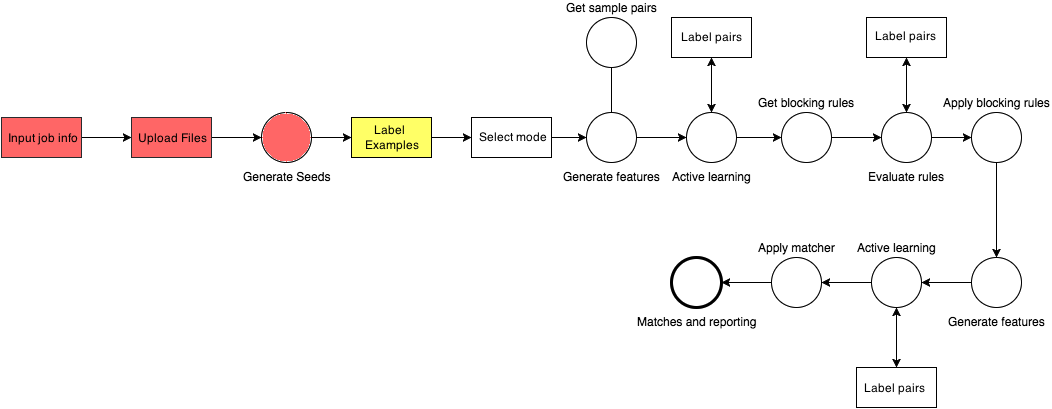 Get sample pairs
Label pairs
Label pairs
Get blocking rules
Apply blocking rules
Input job info
Upload Files
Label
Examples
Select mode
Generate Seeds
Generate features
Active learning
Evaluate rules
Apply matcher
Active learning
Matches and reporting
Generate features
Label pairs